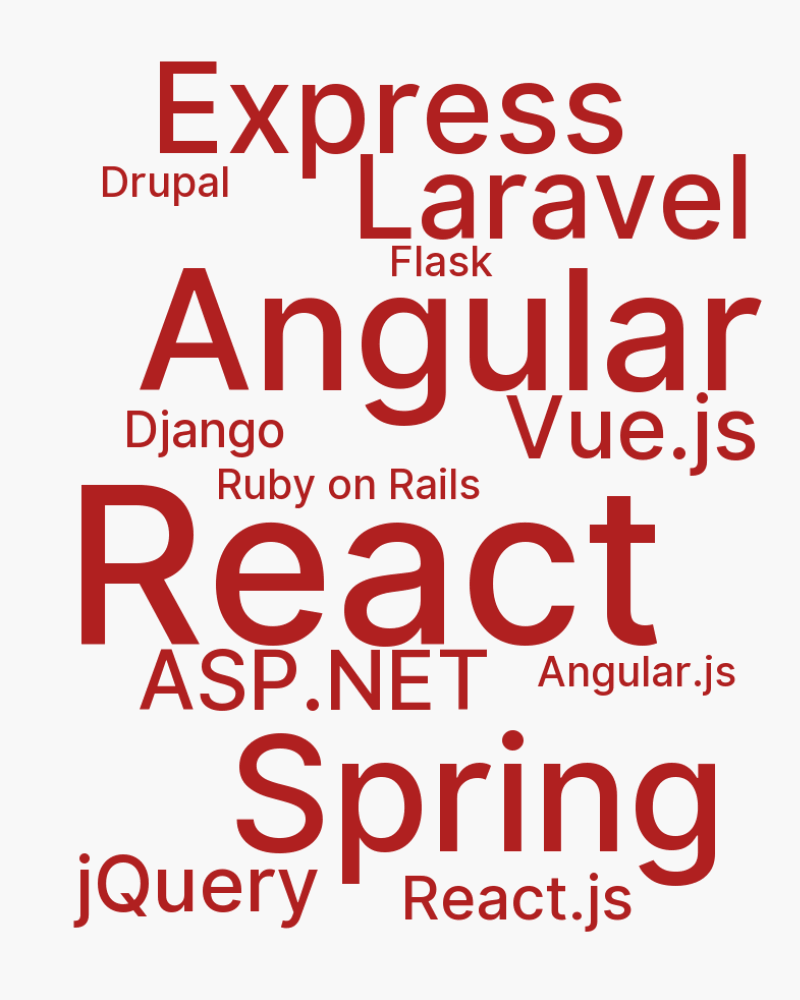 Express
Drupal
Laravel
Flask
Angular
Django
Vue.js
Ruby on Rails
React
ASP.NET
Angular.js
Spring
jQuery
React.js